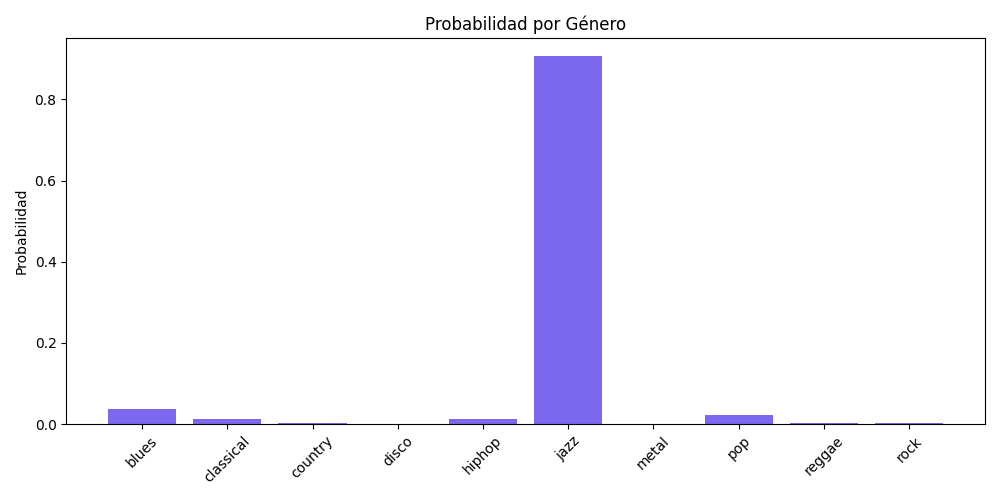 Probabilidad por Género
Probabilidad
0.8
0.6
0.4
0.2
0.0
blues
classical
country
disco
hiphop
jazz
metal
pop
reggae
rock